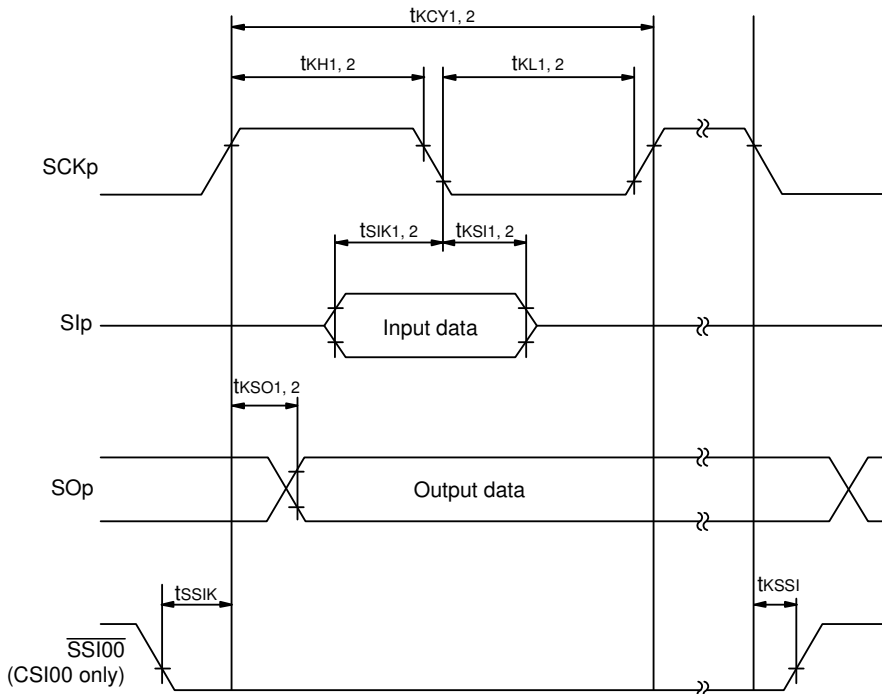 tKCY1, 2
tKH1, 2
tKL1, 2
SCKp
tSIK1, 2
tKSI1, 2
SIp
Input data
tKSO1, 2
SOp
Output data
tSSIK
tKSSI
SSI00
(CSI00 only)